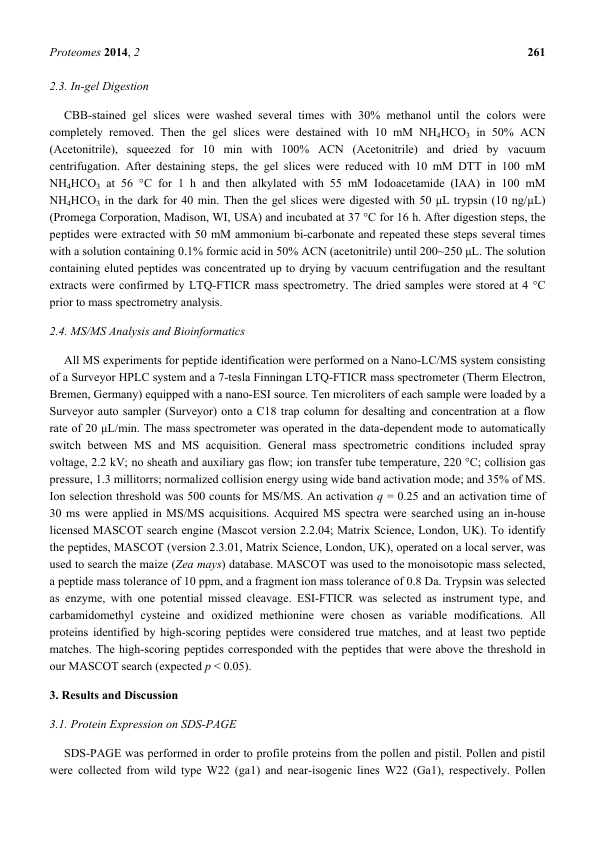 Proteomes 2014, 2 261
2.3. In-gel Digestion
CBB-stained gel slices were washed several times with 30% methanol until the colors were
completely removed. Then the gel slices were destained with 10 mM NH₄HCO₃ in 50% ACN
(Acetonitrile), squeezed for 10 min with 100% ACN (Acetonitrile) and dried by vacuum
centrifugation. After destaining steps, the gel slices were reduced with 10 mM DTT in 100 mM
NH₄HCO₃ at 56 °C for 1 h and then alkylated with 55 mM Iodoacetamide (IAA) in 100 mM
NH₄HCO₃ in the dark for 40 min. Then the gel slices were digested with 50 μL trypsin (10 ng/μL)
(Promega Corporation, Madison, WI, USA) and incubated at 37 °C for 16 h. After digestion steps, the
peptides were extracted with 50 mM ammonium bi-carbonate and repeated these steps several times
with a solution containing 0.1% formic acid in 50% ACN (acetonitrile) until 200~250 μL. The solution
containing eluted peptides was concentrated up to drying by vacuum centrifugation and the resultant
extracts were confirmed by LTQ-FTICR mass spectrometry. The dried samples were stored at 4 °C
prior to mass spectrometry analysis.
2.4. MS/MS Analysis and Bioinformatics
All MS experiments for peptide identification were performed on a Nano-LC/MS system consisting
of a Surveyor HPLC system and a 7-tesla Finningan LTQ-FTICR mass spectrometer (Therm Electron,
Bremen, Germany) equipped with a nano-ESI source. Ten microliters of each sample were loaded by a
Surveyor auto sampler (Surveyor) onto a C18 trap column for desalting and concentration at a flow
rate of 20 μL/min. The mass spectrometer was operated in the data-dependent mode to automatically
switch between MS and MS acquisition. General mass spectrometric conditions included spray
voltage, 2.2 kV; no sheath and auxiliary gas flow; ion transfer tube temperature, 220 °C; collision gas
pressure, 1.3 millitorrs; normalized collision energy using wide band activation mode; and 35% of MS.
Ion selection threshold was 500 counts for MS/MS. An activation q = 0.25 and an activation time of
30 ms were applied in MS/MS acquisitions. Acquired MS spectra were searched using an in-house
licensed MASCOT search engine (Mascot version 2.2.04; Matrix Science, London, UK). To identify
the peptides, MASCOT (version 2.3.01, Matrix Science, London, UK), operated on a local server, was
used to search the maize (Zea mays) database. MASCOT was used to the monoisotopic mass selected,
a peptide mass tolerance of 10 ppm, and a fragment ion mass tolerance of 0.8 Da. Trypsin was selected
as enzyme, with one potential missed cleavage. ESI-FTICR was selected as instrument type, and
carbamidomethyl cysteine and oxidized methionine were chosen as variable modifications. All
proteins identified by high-scoring peptides were considered true matches, and at least two peptide
matches. The high-scoring peptides corresponded with the peptides that were above the threshold in
our MASCOT search (expected p < 0.05).
3. Results and Discussion
3.1. Protein Expression on SDS-PAGE
SDS-PAGE was performed in order to profile proteins from the pollen and pistil. Pollen and pistil
were collected from wild type W22 (ga1) and near-isogenic lines W22 (Ga1), respectively. Pollen